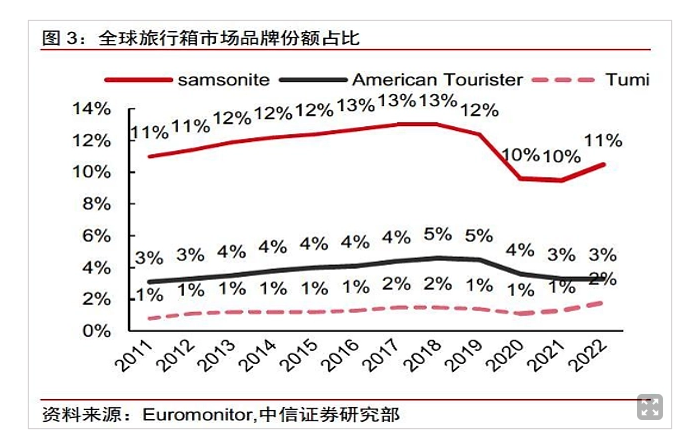 图 3：全球旅行箱市场品牌份额占比
samsonite American Tourister Tumi
14%
12%
10%
8%
6%
4%
2%
0%
11% 11% 12% 12% 12% 13% 13% 13% 12% 10% 10% 11%
3% 3% 4% 4% 4% 4% 4% 5% 5% 4% 3% 3%
1% 1% 1% 1% 1% 1% 2% 2% 1% 1% 1% 2%
2011 2012 2013 2014 2015 2016 2017 2018 2019 2020 2021 2022
资料来源：Euromonitor,中信证券研究部